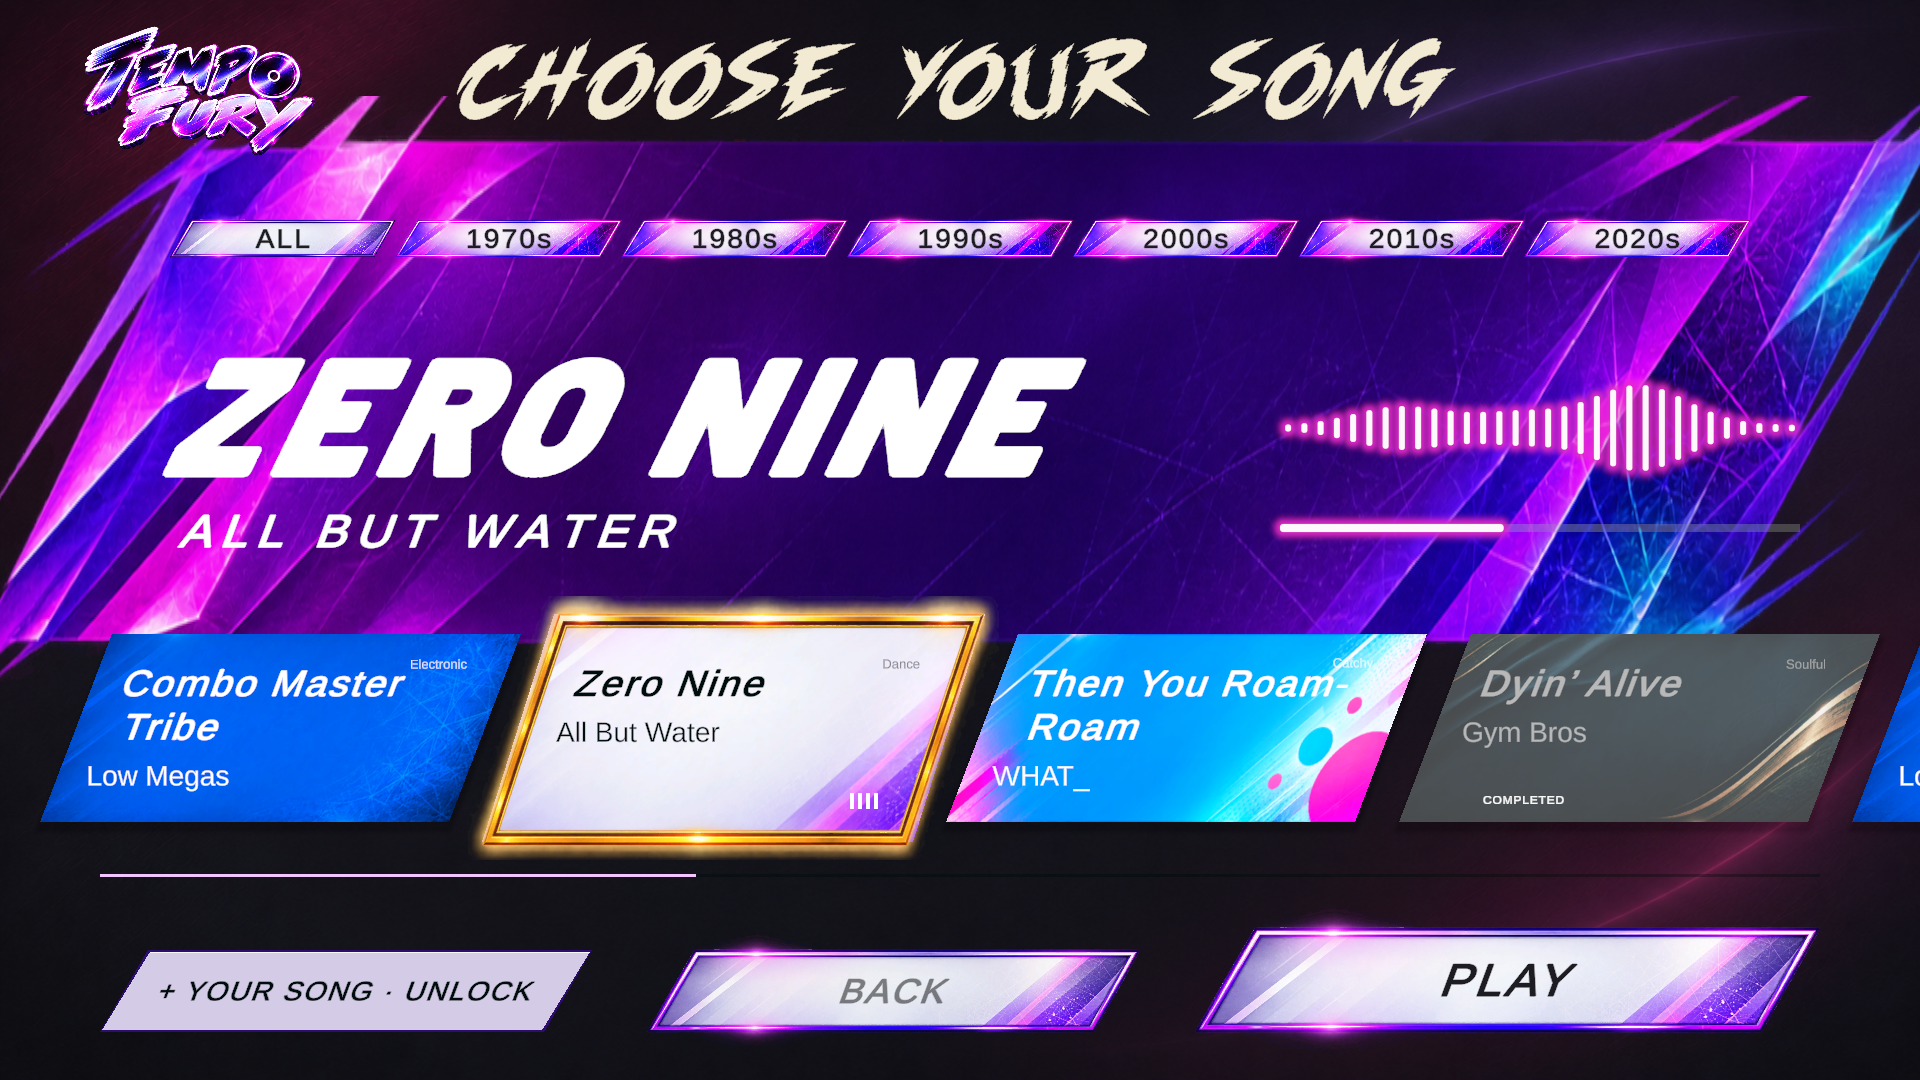 TEMPO
FURY
CHOOSE YOUR SONG
ALL
1970s
1980s
1990s
2000s
2010s
2020s
ZERO NINE
ALL BUT WATER
Electronic
Combo Master
Tribe
Low Megas
Dance
Zero Nine
All But Water
Catchy
Then You Roam-
Roam
WHAT_
Soulful
Dyin’ Alive
Gym Bros
COMPLETED
+ YOUR SONG · UNLOCK
BACK
PLAY